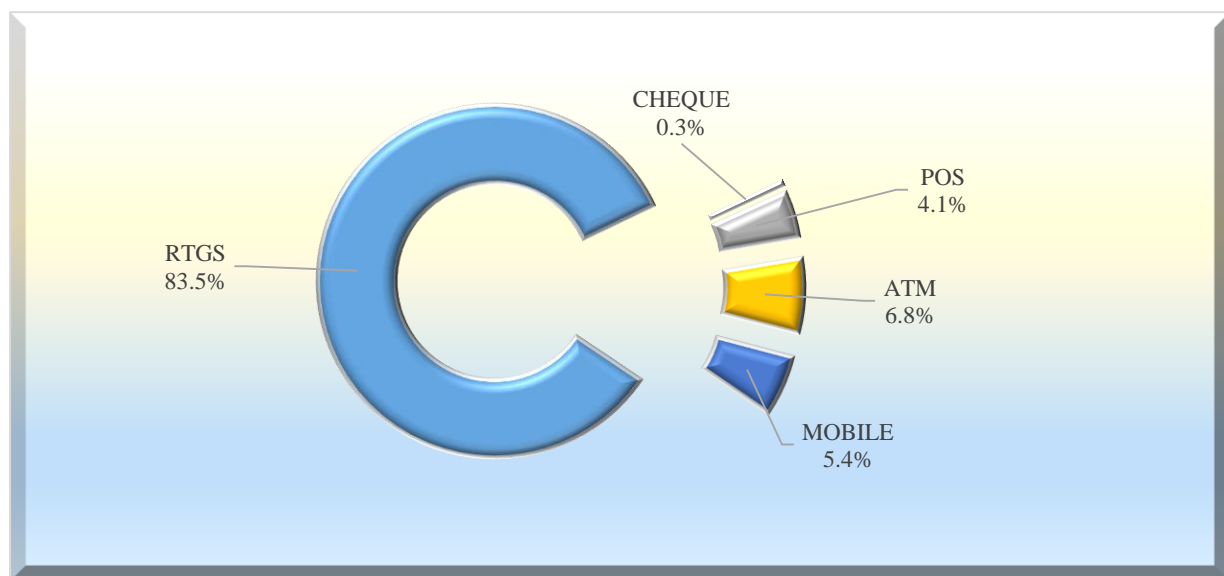 CHEQUE
0.3%
POS
4.1%
RTGS
83.5%
ATM
6.8%
MOBILE
5.4%